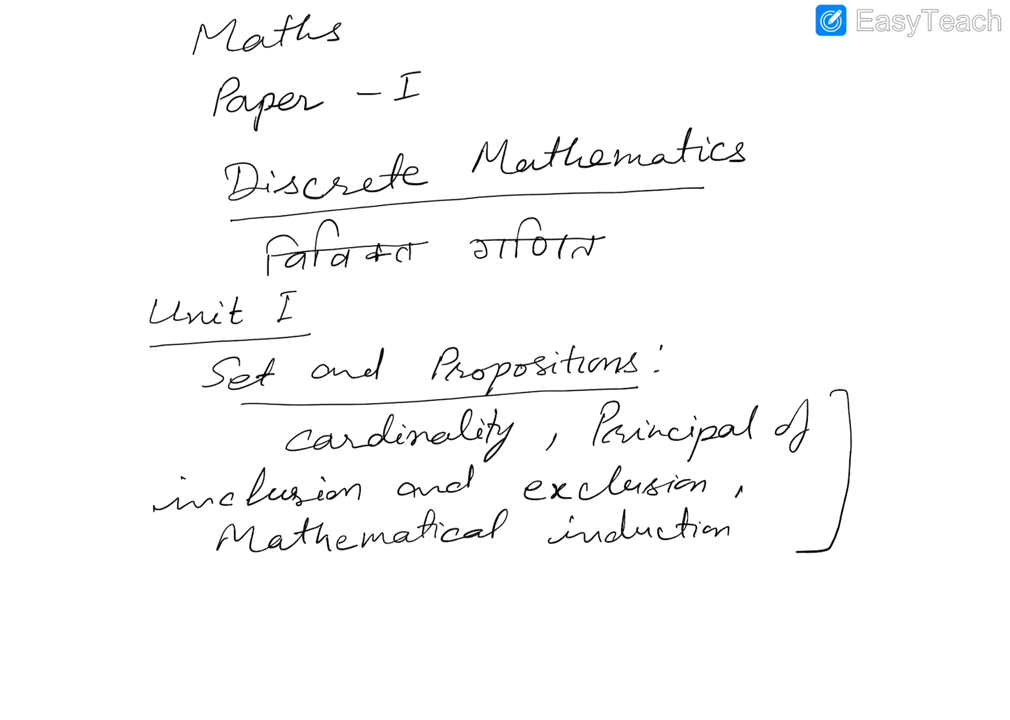 EasyTeach
Maths
Paper - I
Discrete Mathematics
विविक्त गणित
Unit I
Set and Propositions :
cardinality , Principal of
inclusion and exclusion ,
Mathematical induction